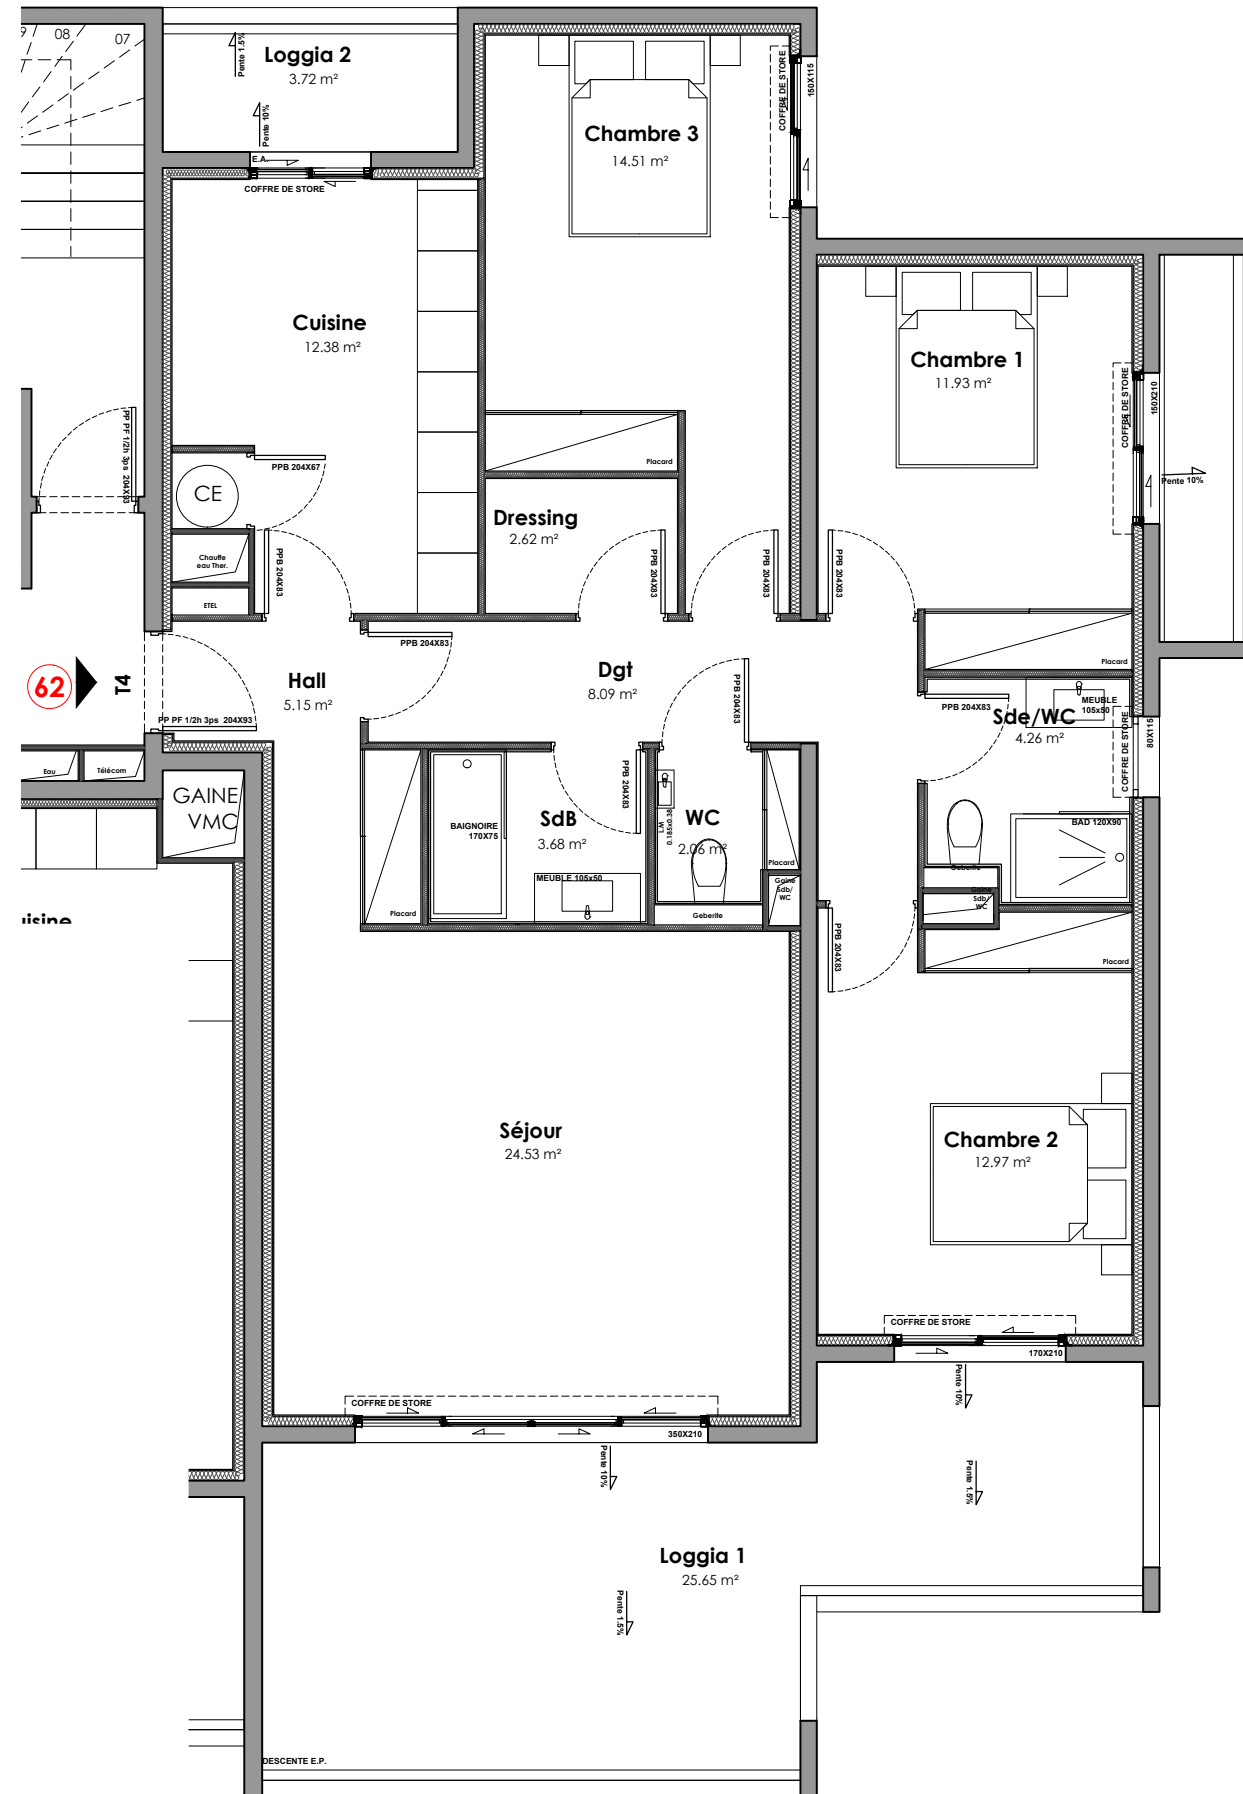 08
07
Pente 1.5%
Loggia 2
3.72 m²
Pente 10%
E.A.
COFFRE DE STORE
Chambre 3
14.51 m²
COFFRE DE STORE
150X115
Cuisine
12.38 m²
Chambre 1
11.93 m²
COFFRE DE STORE
150X210
Pente 10%
PP PF 1/2h 3ps 204X93
PPB 204X67
CE
Placard
Dressing
2.62 m²
Chauffe
eau Ther.
ETEL
PPB 204X83
PPB 204X83
PPB 204X83
PPB 204X83
62
T4
PP PF 1/2h 3ps 204X93
Hall
5.15 m²
PPB 204X83
Dgt
8.09 m²
PPB 204X83
Placard
PPB 204X83
Sde/WC
4.26 m²
MEUBLE
105x50
COFFRE DE STORE
80X115
Eau
Télécom
GAINE
VMC
BAIGNOIRE
170X75
SdB
3.68 m²
PPB 204X83
MEUBLE 105x50
LM
0.185x0.38
WC
2.06 m²
Geberite
Placard
Placard
Gaine
Sdb/
WC
BAD 120X90
Geberite
Gaine
Sdb/
WC
PPB 204X83
Placard
uisine
Séjour
24.53 m²
Chambre 2
12.97 m²
COFFRE DE STORE
170X210
Pente 10%
COFFRE DE STORE
350X210
Pente 10%
Pente 1.5%
Loggia 1
25.65 m²
Pente 1.5%
DESCENTE E.P.